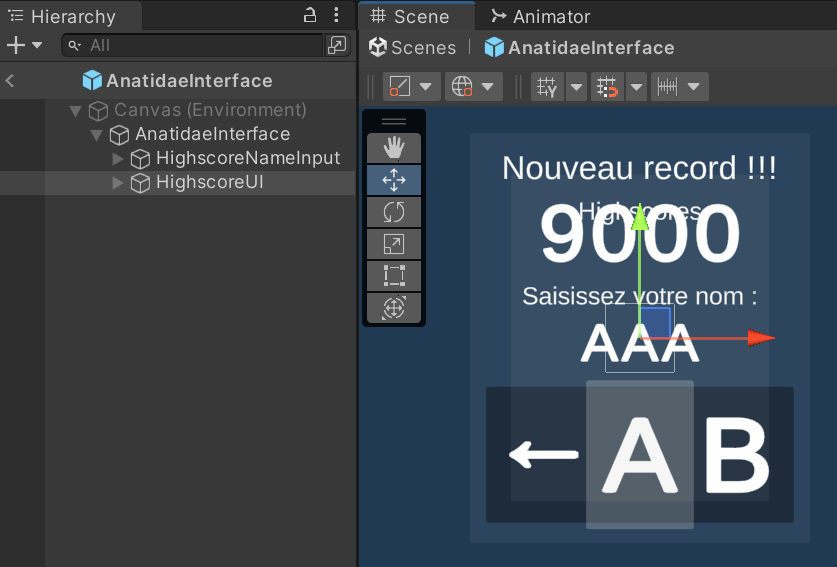 Hierarchy
All
AnatidaeInterface
Canvas (Environment)
AnatidaeInterface
HighscoreNameInput
HighscoreUI
Scene
Animator
Scenes
AnatidaeInterface
Y
Nouveau record !!!
Highscores
9000
Saisissez votre nom :
AAA
A B